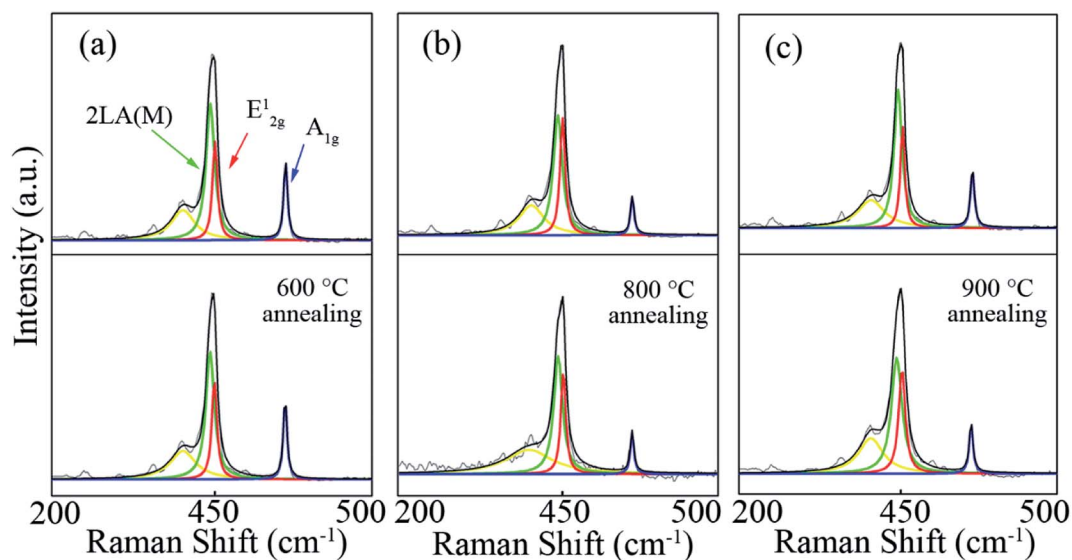 (a)
(b)
(c)
2LA(M)
E¹₂g
A₁g
Intensity (a.u.)
600 °C
annealing
800 °C
annealing
900 °C
annealing
200 450 500
200 450 500
200 450 500
Raman Shift (cm⁻¹)
Raman Shift (cm⁻¹)
Raman Shift (cm⁻¹)